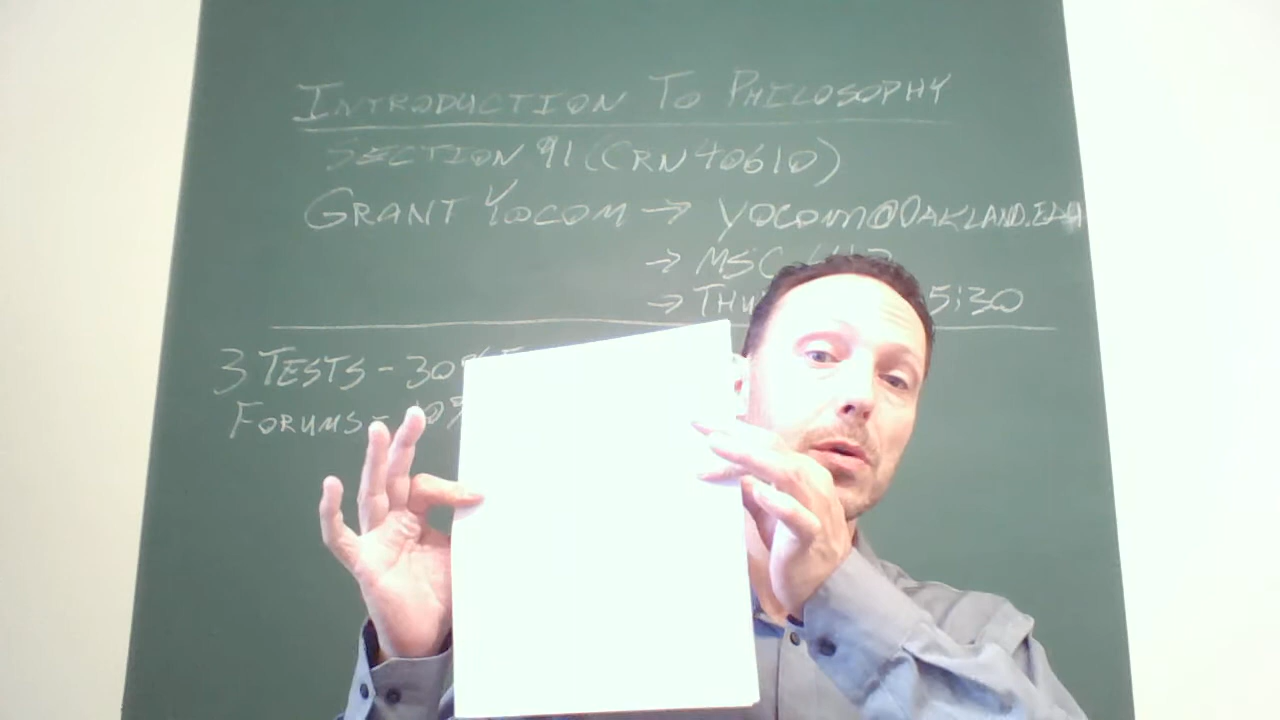 INTRODUCTION TO PHILOSOPHY
SECTION 91 (CRN 40610)
GRANT YOCOM → YOCOM@OAKLAND.EDU
→ MSC
→ 5:30
3 TESTS - 30%
FORUMS - 10%